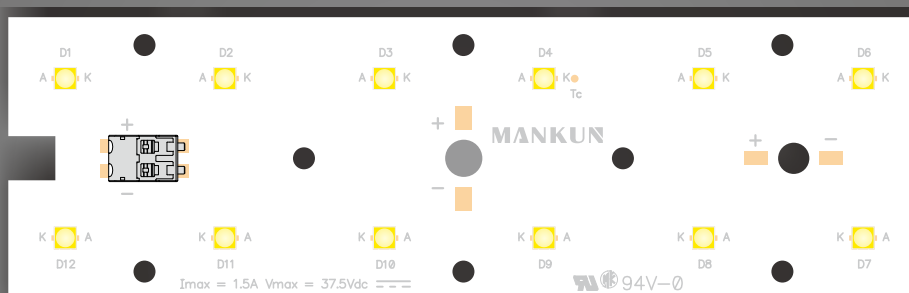 D1 D2 D3 D4 D5 D6
A K A K A K A K A K A K
Tc
+ + MANKUN + −
− −
K A K A K A K A K A K A
D12 D11 D10 D9 D8 D7
Imax = 1.5A Vmax = 37.5Vdc 94V-0